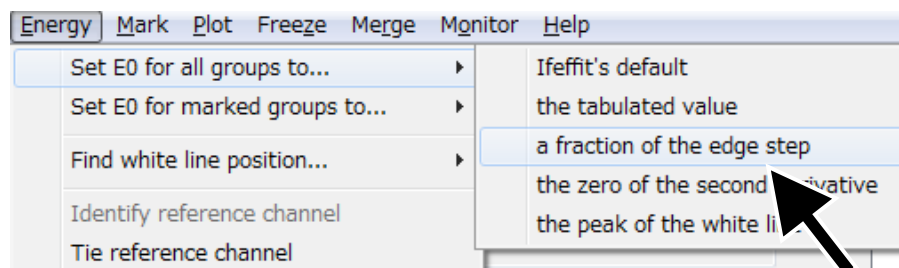 Energy Mark Plot Freeze Merge Monitor Help
Set E0 for all groups to...
Set E0 for marked groups to...
Find white line position...
Identify reference channel
Tie reference channel
Ifeffit's default
the tabulated value
a fraction of the edge step
the zero of the second
the peak of the white